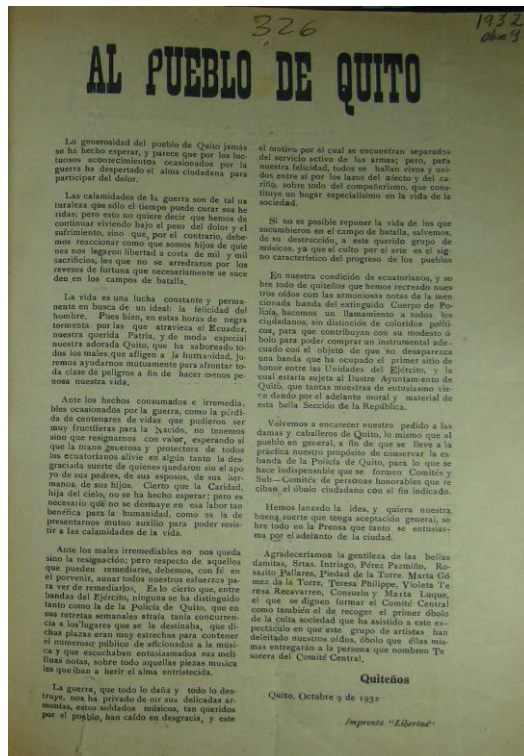 326
1932
AL PUEBLO DE QUITO
La generosidad del pueblo de Quito jamás
se ha hecho esperar, y parece que por los luc-
tuosos acontecimientos ocasionados por la
guerra ha despertado el alma ciudadana para
participar del dolor.
Las calamidades de la guerra son de tal na
turaleza que sólo el tiempo puede curar sus he
ridas; pero esto no quiere decir que hemos de
continuar viviendo bajo el peso del dolor y el
sufrimiento, sino que, por el contrario, debe-
mos reaccionar como que somos hijos de quie
nes nos legaron libertad a costa de mil y mil
sacrificios, los que no se arredraron por los
reveses de fortuna que necesariamente se suce
den en los campos de batalla.
La vida es una lucha constante y perma-
nente en busca de un ideal: la felicidad del
hombre. Pues bien, en estas horas de negra
tormenta por las que atravieza el Ecuador,
nuestra querida Patria, y de modo especial
nuestra adorada Quito, que ha saboreado to-
dos los males que afligen a la humanidad, ju-
remos ayudarnos mutuamente para afrontar to-
da clase de peligros a fin de hacer menos pe-
nosa nuestra vida.
Ante los hechos consumados e irremedia-
bles ocasionados por la guerra, como la pérdi-
da de centenares de vidas que pudieron ser
muy fructíferas para la Nación, no tenemos
sino que resignarnos con valor, esperando sí
que la mano generosa y protectora de todos
los ecuatorianos alivie en algún tanto la des-
graciada suerte de quienes quedaron sin el apo
yo de sus padres, de sus esposos, de sus her-
manos, de sus hijos. Cierto que la Caridad,
hija del cielo, no se ha hecho esperar; pero es
necesario que no se desmaye en esa labor tan
benéfica para la humanidad, como es la de
presentarnos mutuo auxilio para poder resis-
tir a las calamidades de la vida.
Ante los males irremediables no nos queda
sino la resignación; pero respecto de aquellos
que pueden remediarse, debemos, con fé en
el porvenir, aunar todos nuestros esfuerzos pa-
ra ver de remediarlos. Es lo cierto que, entre
bandas del Ejército, ninguna se ha distinguido
tanto como la de la Policía de Quito, que en
sus retretas semanales atraía tanta concurren-
cia a los lugares que se la destinaba, que di-
chas plazas eran muy estrechas para contener
el numeroso público de aficionados a la músi-
ca y que escuchaban entusiasmados sus meli-
fluas notas, sobre todo aquellas piezas musica
les que iban a herir el alma entristecida.
La guerra, que todo lo daña y todo lo des-
truye, nos ha privado de oir sus delicadas ar-
monías, estos soldados músicos, tan queridos
por el pueblo, han caído en desgracia, y este
el motivo por el cual se encuentran separados
del servicio activo de las armas; pero, para
nuestra felicidad, todos se hallan vivos y uni-
dos entre sí por los lazos del afecto y del ca-
riño, sobre todo del compañerismo, que cons-
tituye un hogar especialísimo en la vida de la
sociedad.
Si no es posible reponer la vida de los que
sucumbieron en el campo de batalla, salvemos,
de su destrucción, a este querido grupo de
músicos, ya que el culto por el arte es el sig-
no característico del progreso de los pueblos
En nuestra condición de ecuatorianos, y so
bre todo de quiteños que hemos recreado nues
tros oídos con las armoniosas notas de la men
cionada banda del extinguido Cuerpo de Po-
licía, hacemos un llamamiento a todos los
ciudadanos, sin distinción de coloridos políti-
cos, para que contribuyan con su modesto ó-
bolo para poder comprar un instrumental ade-
cuado con el objeto de que no desaparezca
una banda que ha ocupado el primer sitio de
honor entre las Unidades del Ejército, y la
cual estaría sujeta al Ilustre Ayuntamiento de
Quito, que tantas muestras de entusiasmo vie-
ne dando por el adelanto moral y material de
esta bella Sección de la República.
Volvemos a encarecer nuestro pedido a las
damas y caballeros de Quito, lo mismo que al
pueblo en general, a fin de que se lleve a la
práctica nuestro propósito de conservar la ex-
banda de la Policía de Quito, para lo que se
hace indispensable que se formen Comités y
Sub—Comités de personas honorables que re
ciban el óbolo ciudadano con el fin indicado.
Hemos lanzado la idea, y quiera nuestra
buena suerte que tenga aceptación general, so
bre todo en la Prensa que tanto se entusias-
ma por el adelanto de la ciudad.
Agradeceríamos la gentileza de las bellas
damitas, Srtas. Intriago, Pérez Pazmiño, Ro-
sarito Pallares, Piedad de la Torre, Marta Gó
mez de la Torre, Teresa Philippe, Violeta Te
resa Recavarren, Consuelo y Marta Luque,
el que se dignen formar el Comité Central
como también el de recoger el primer óbolo
de la culta sociedad que ha asistido a este es-
pectáculo en que este grupo de artistas han
deleitado nuestros oídos, óbolo que éllas mis-
mas entregarán a la persona que nombren Te
sorera del Comité Central.
Quiteños
Quito, Octubre 9 de 1932
Imprenta "Libertad"